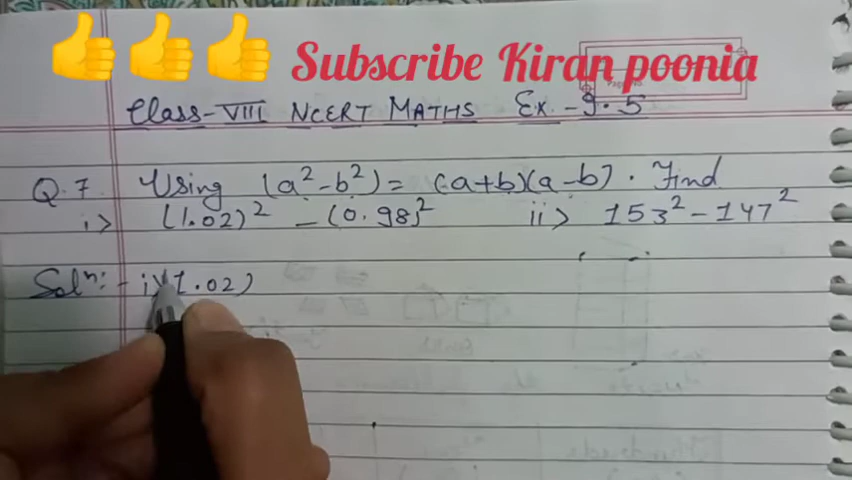 👍👍👍 Subscribe Kiran poonia
Class-VIII NCERT MATHS Ex.-9.5
Q.7 Using (a²-b²)=(a+b)(a-b). Find
i> (1.02)² - (0.98)² ii> 153² - 147²
Solⁿ:- i) (1.02)